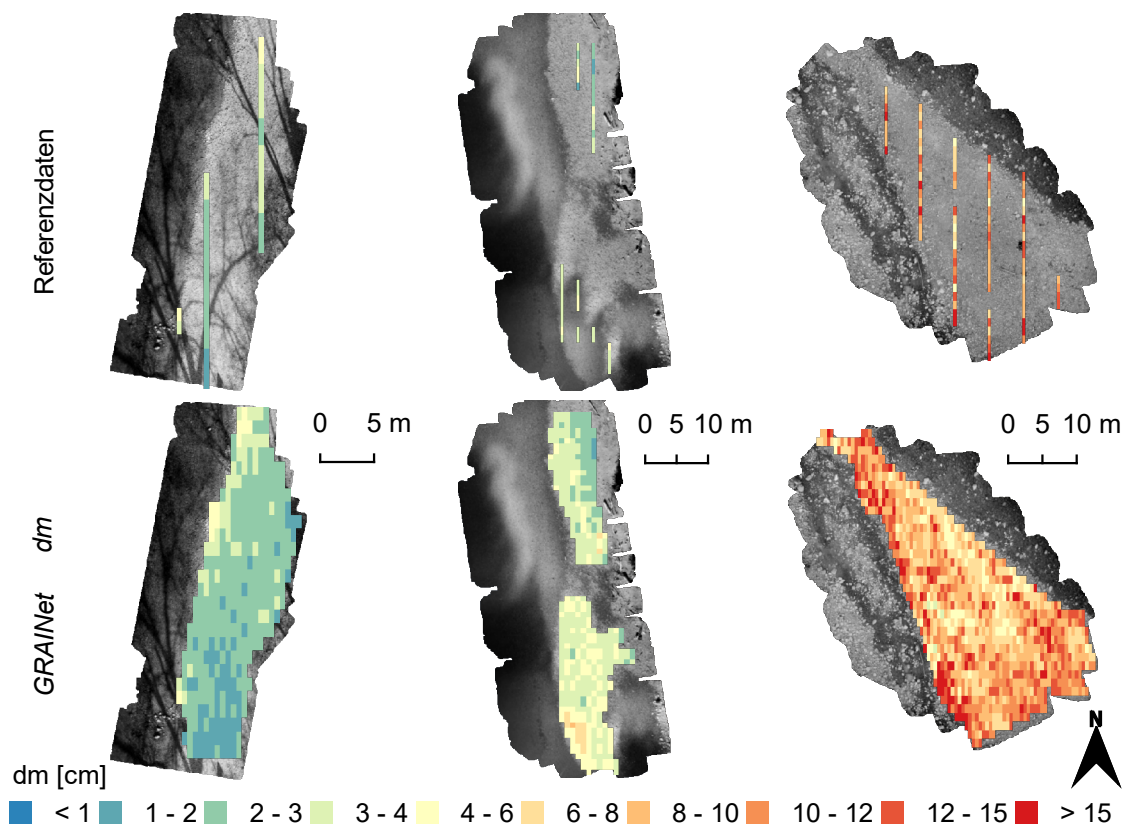 Referenzdaten
0 5 m
0 5 10 m
0 5 10 m
GRAINet dm
N
dm [cm]
< 1 1 - 2 2 - 3 3 - 4 4 - 6 6 - 8 8 - 10 10 - 12 12 - 15 > 15